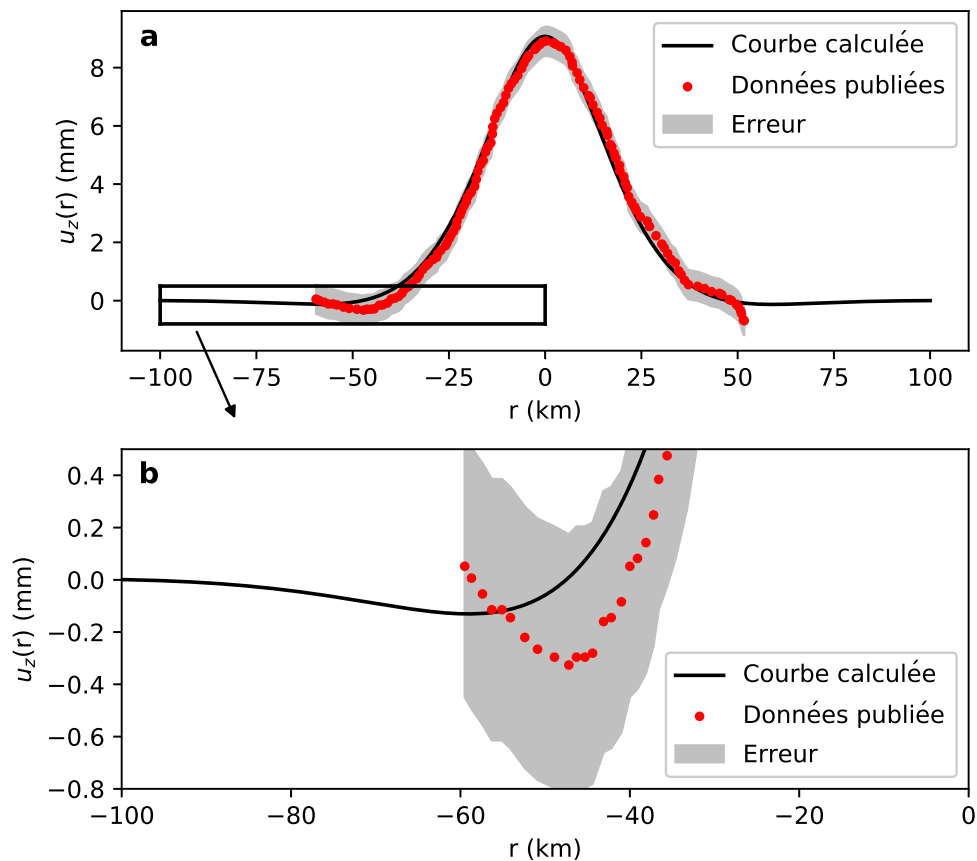 a
Courbe calculée
Données publiées
Erreur
8
6
4
2
0
u_z(r) (mm)
−100
−75
−50
−25
0
25
50
75
100
r (km)
b
0.4
0.2
0.0
−0.2
−0.4
−0.6
−0.8
u_z(r) (mm)
Courbe calculée
Données publiée
Erreur
−100
−80
−60
−40
−20
0
r (km)